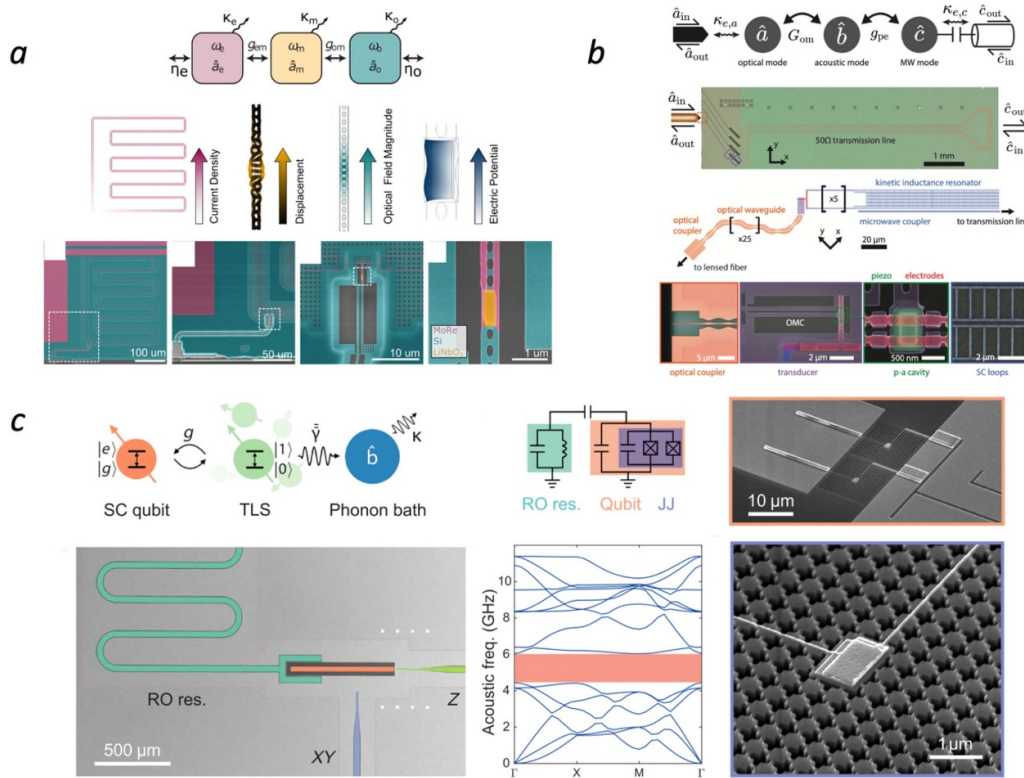 a
κe κm κo
ηe ωe gem ωm gom ωo ηo
âe âm âo
Current Density
Displacement
Optical Field Magnitude
Electric Potential
100 um
50 um
10 um
MoRe
Si
LiNbO
1 um
b
âin κe,a â b̂ ĉ κe,c ĉout
Gom gpe
âout optical mode acoustic mode MW mode ĉin
âin
âout
ĉout
ĉin
50Ω transmission line
y
x
1 mm
kinetic inductance resonator
optical waveguide
[ x5 ]
optical coupler
[ ]
x25
microwave coupler
to transmission lin
y x
20 μm
to lensed fiber
piezo electrodes
OMC
5 μm
2 μm
500 nm
2 μm
optical coupler transducer p-a cavity SC loops
c
|e⟩ g |1⟩ γ̄ κ
|g⟩ |0⟩ b̂
SC qubit TLS Phonon bath
RO res. Qubit JJ
10 μm
RO res.
Z
XY
500 μm
Acoustic freq. (GHz)
10
8
6
4
2
0
Γ X M Γ
1μm